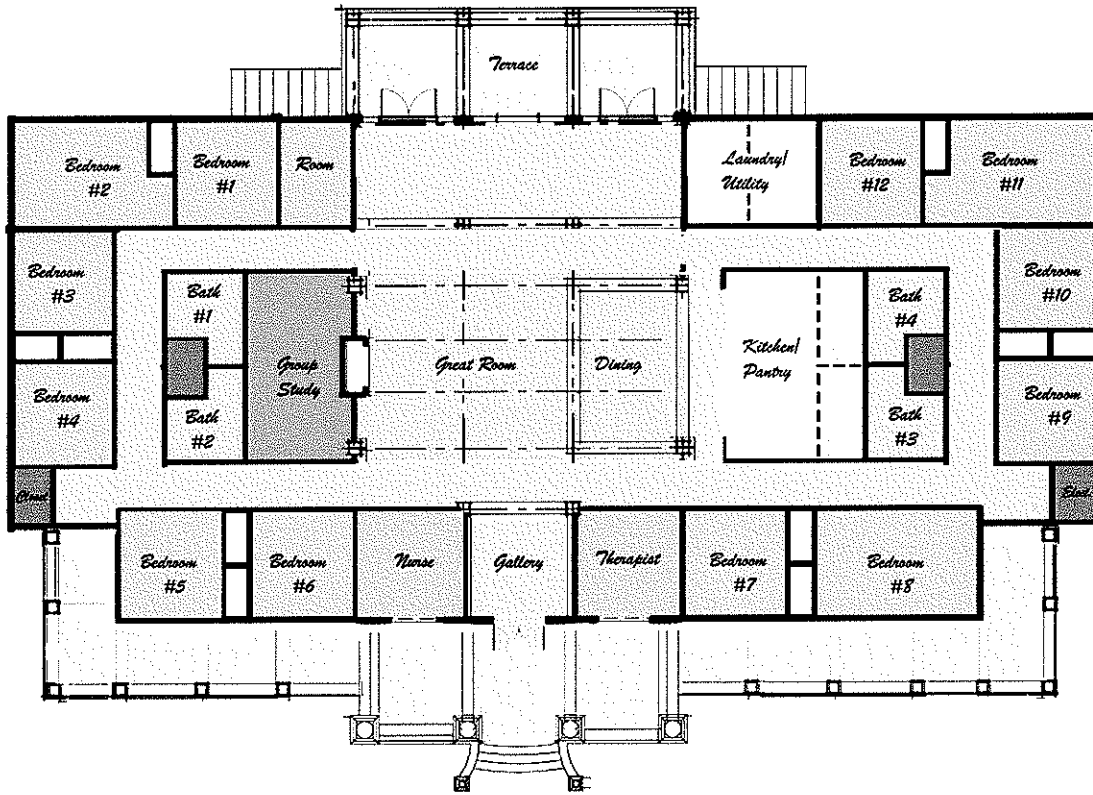 Terrace
Bedroom
#2
Bedroom
#1
Room
Laundry/
Utility
Bedroom
#12
Bedroom
#11
Bedroom
#3
Bath
#1
Group
Study
Great Room
Dining
Kitchen/
Pantry
Bath
#4
Bedroom
#10
Bedroom
#4
Bath
#2
Bath
#3
Bedroom
#9
Bedroom
#5
Bedroom
#6
Nurse
Gallery
Therapist
Bedroom
#7
Bedroom
#8